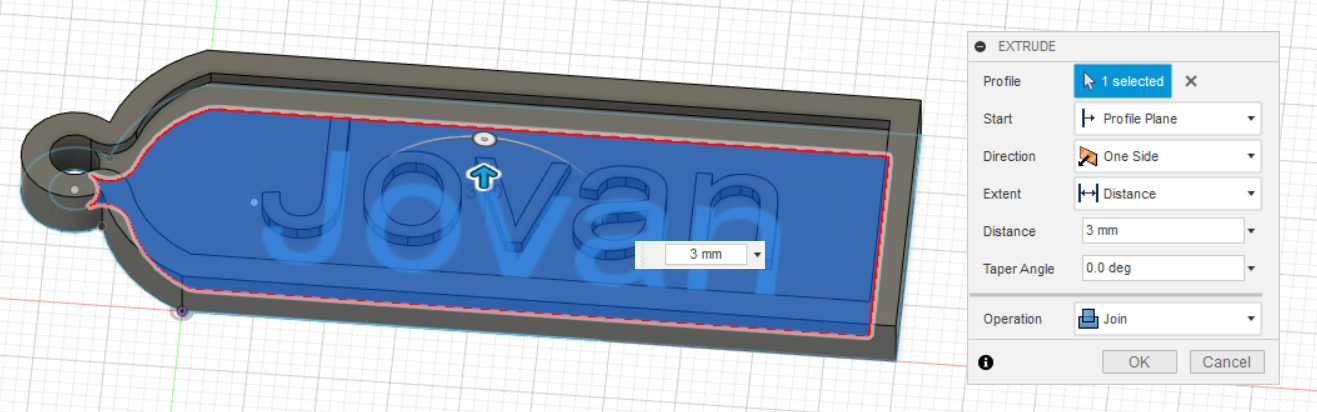 EXTRUDE
Profile 1 selected
Start Profile Plane
Direction One Side
Extent Distance
Distance 3 mm
Taper Angle 0.0 deg
Operation Join
OK Cancel
Jovan
Jovan
3 mm